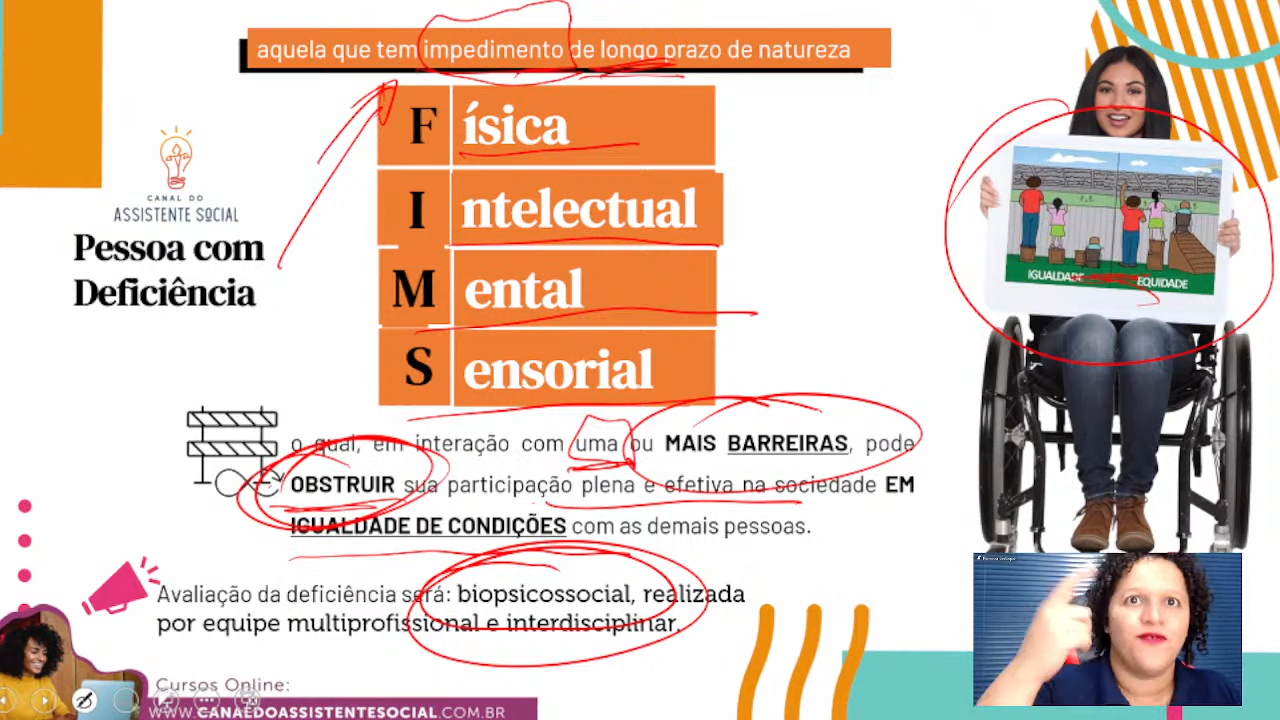 aquela que tem impedimento de longo prazo de natureza
F ísica
I ntelectual
M ental
S ensorial
CANAL DO
ASSISTENTE SOCIAL
Pessoa com
Deficiência
IGUALDADE EQUIDADE
o qual, em interação com uma ou MAIS BARREIRAS, pode
OBSTRUIR sua participação plena e efetiva na sociedade EM
IGUALDADE DE CONDIÇÕES com as demais pessoas.
Avaliação da deficiência será: biopsicossocial, realizada
por equipe multiprofissional e interdisciplinar.
Cursos Online:
WWW.CANALDOASSISTENTESOCIAL.COM.BR